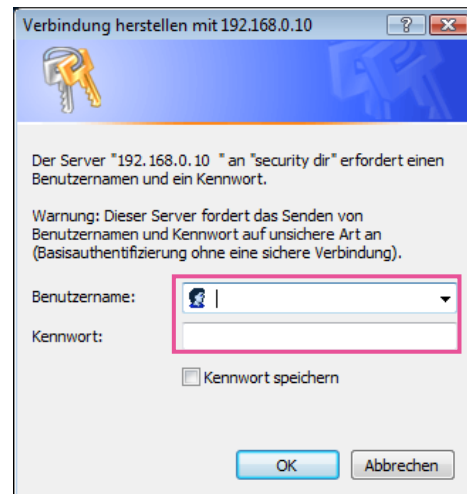 Verbindung herstellen mit 192.168.0.10
Der Server "192.168.0.10 " an "security dir" erfordert einen
Benutzernamen und ein Kennwort.
Warnung: Dieser Server fordert das Senden von
Benutzernamen und Kennwort auf unsichere Art an
(Basisauthentifizierung ohne eine sichere Verbindung).
Benutzername:
Kennwort:
Kennwort speichern
OK Abbrechen